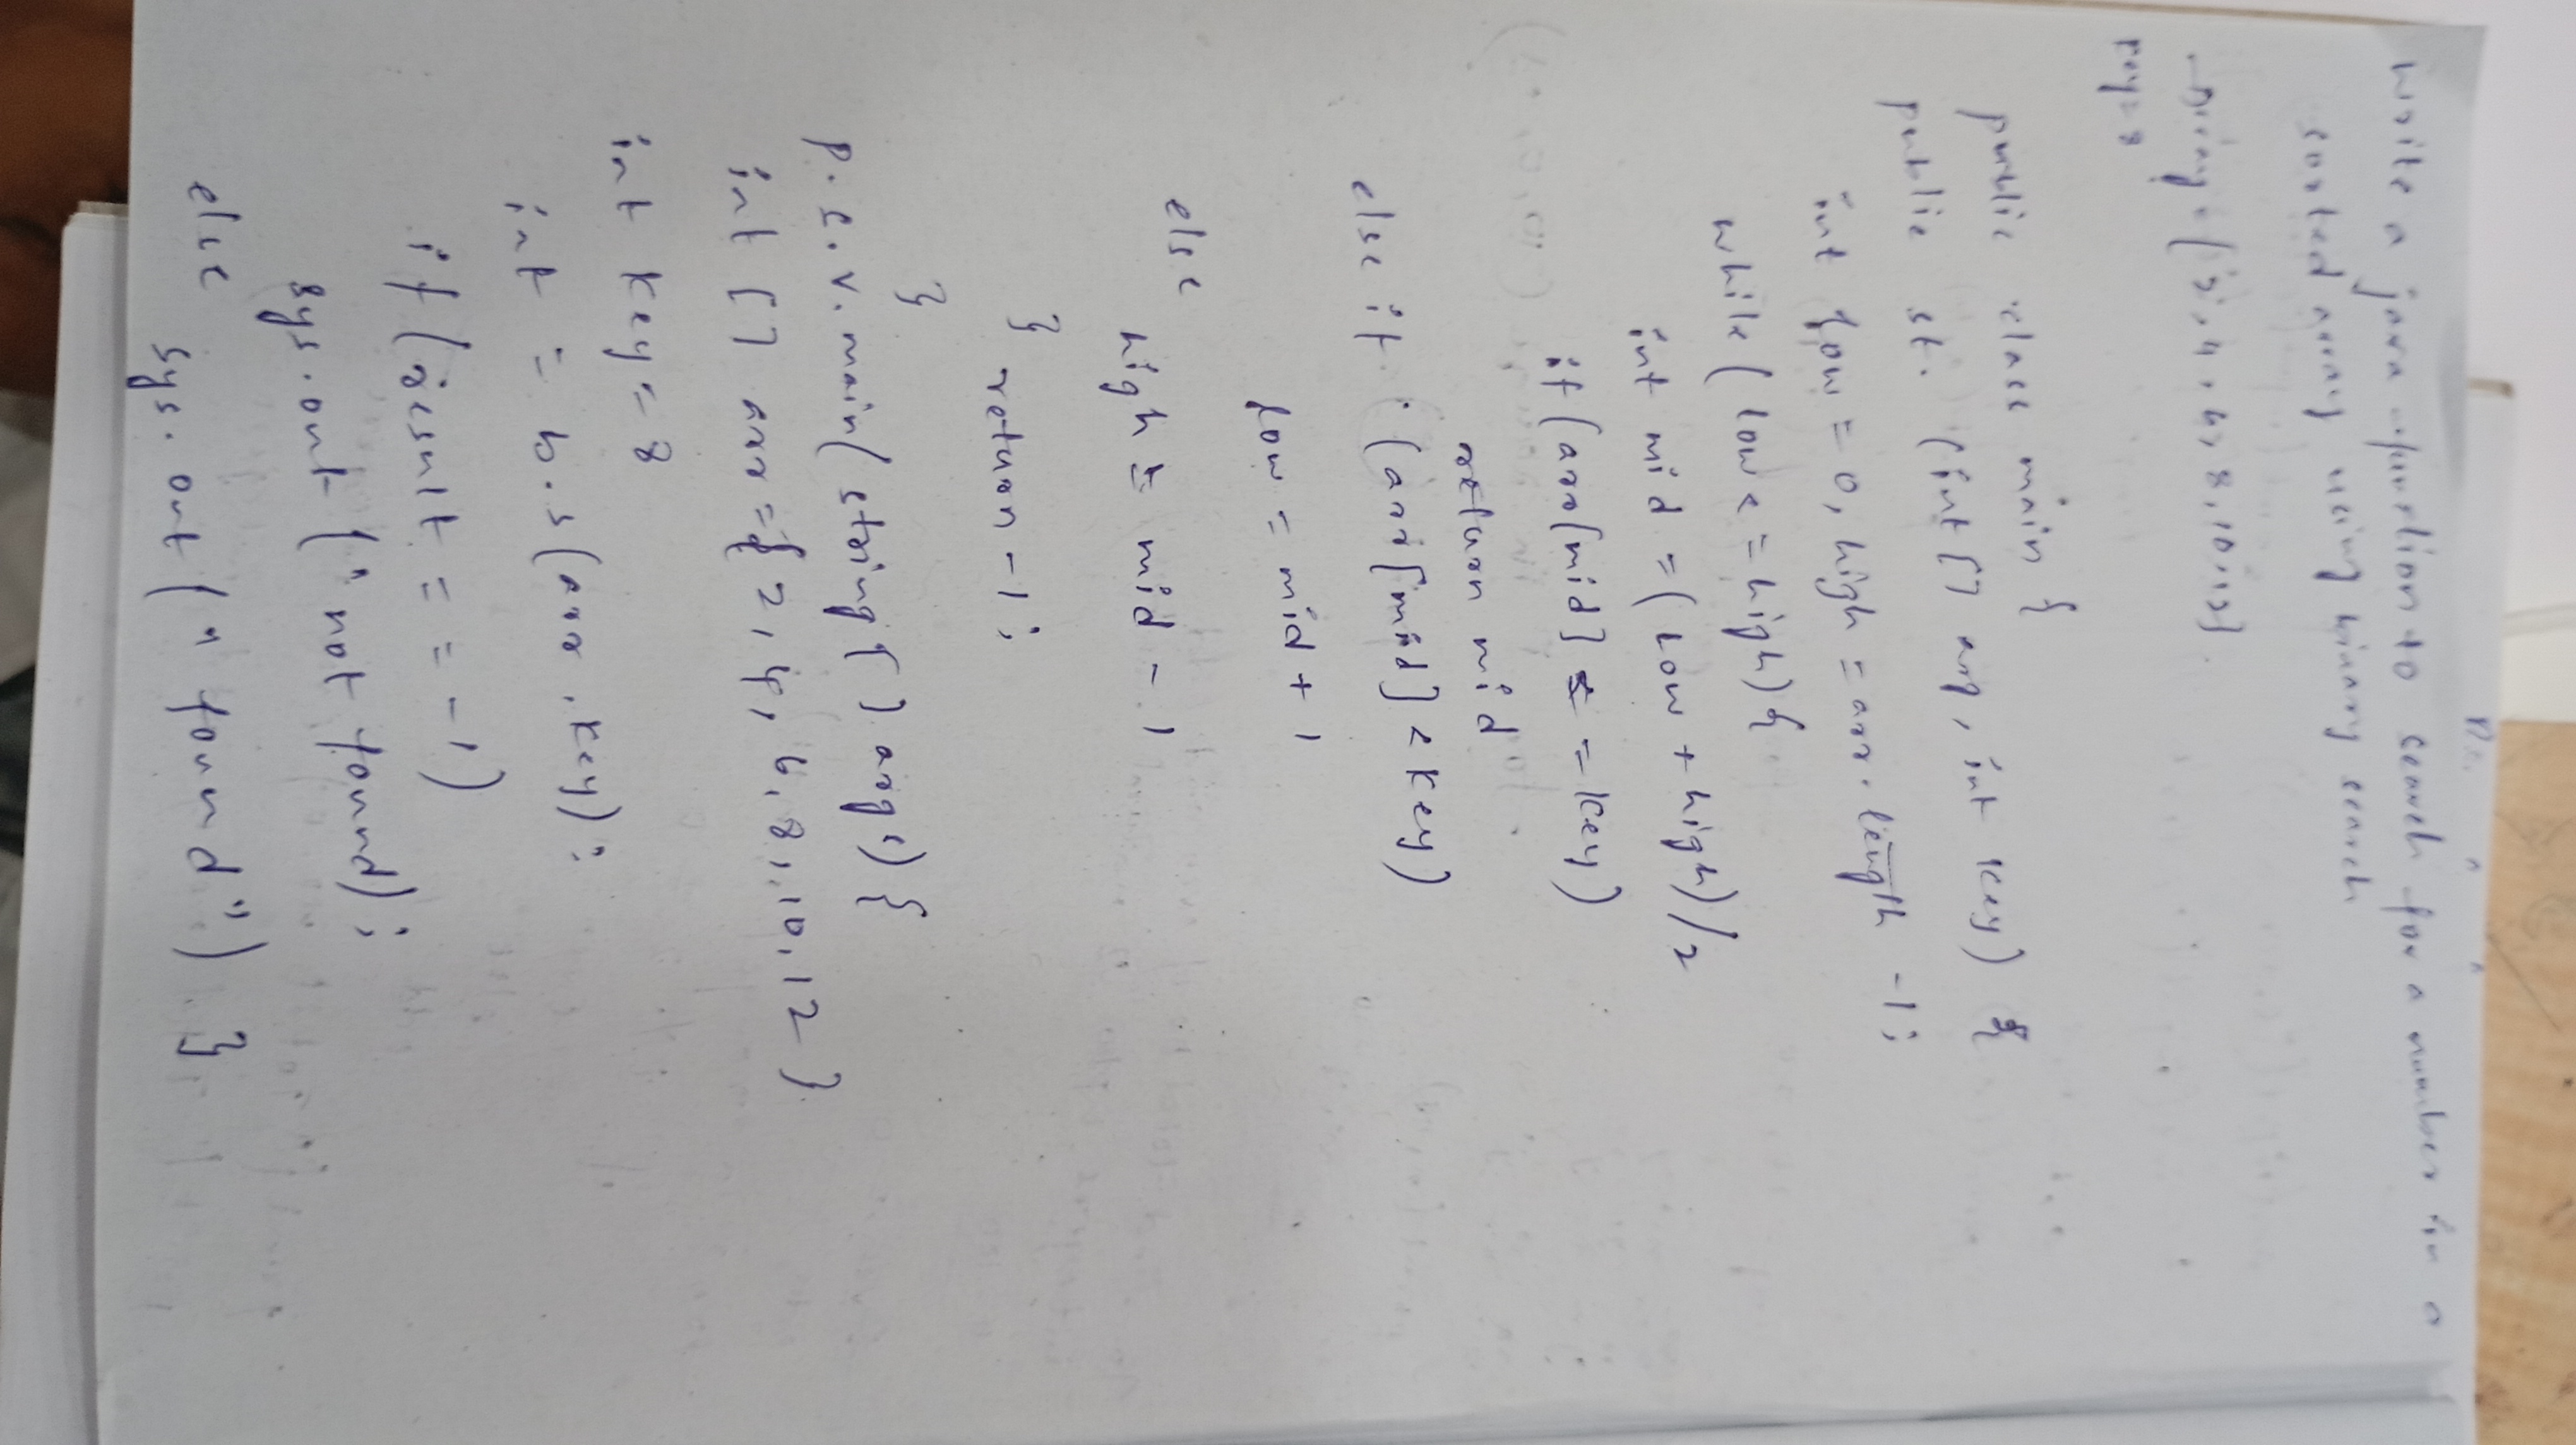 write a java function to search for a number in a
sorted array using binary search
array = {2, 4, 6, 8, 10, 12}
key = 8
public class main {
public st. (int [] arg, int key) {
int low = 0, high = arr. length -1;
while (low <= high) {
int mid = (low + high)/2
if (arr[mid] = = key)
return mid
else if (arr[mid] < key)
low = mid + 1
else
high = mid - 1
} return -1;
}
p. s. v. main( string [] args) {
int [] arr = { 2, 4, 6, 8, 10, 12 }
int key = 8
int = b. s (arr, key);
if (result = = -1)
sys. out (" not found);
else sys. out (" found") }